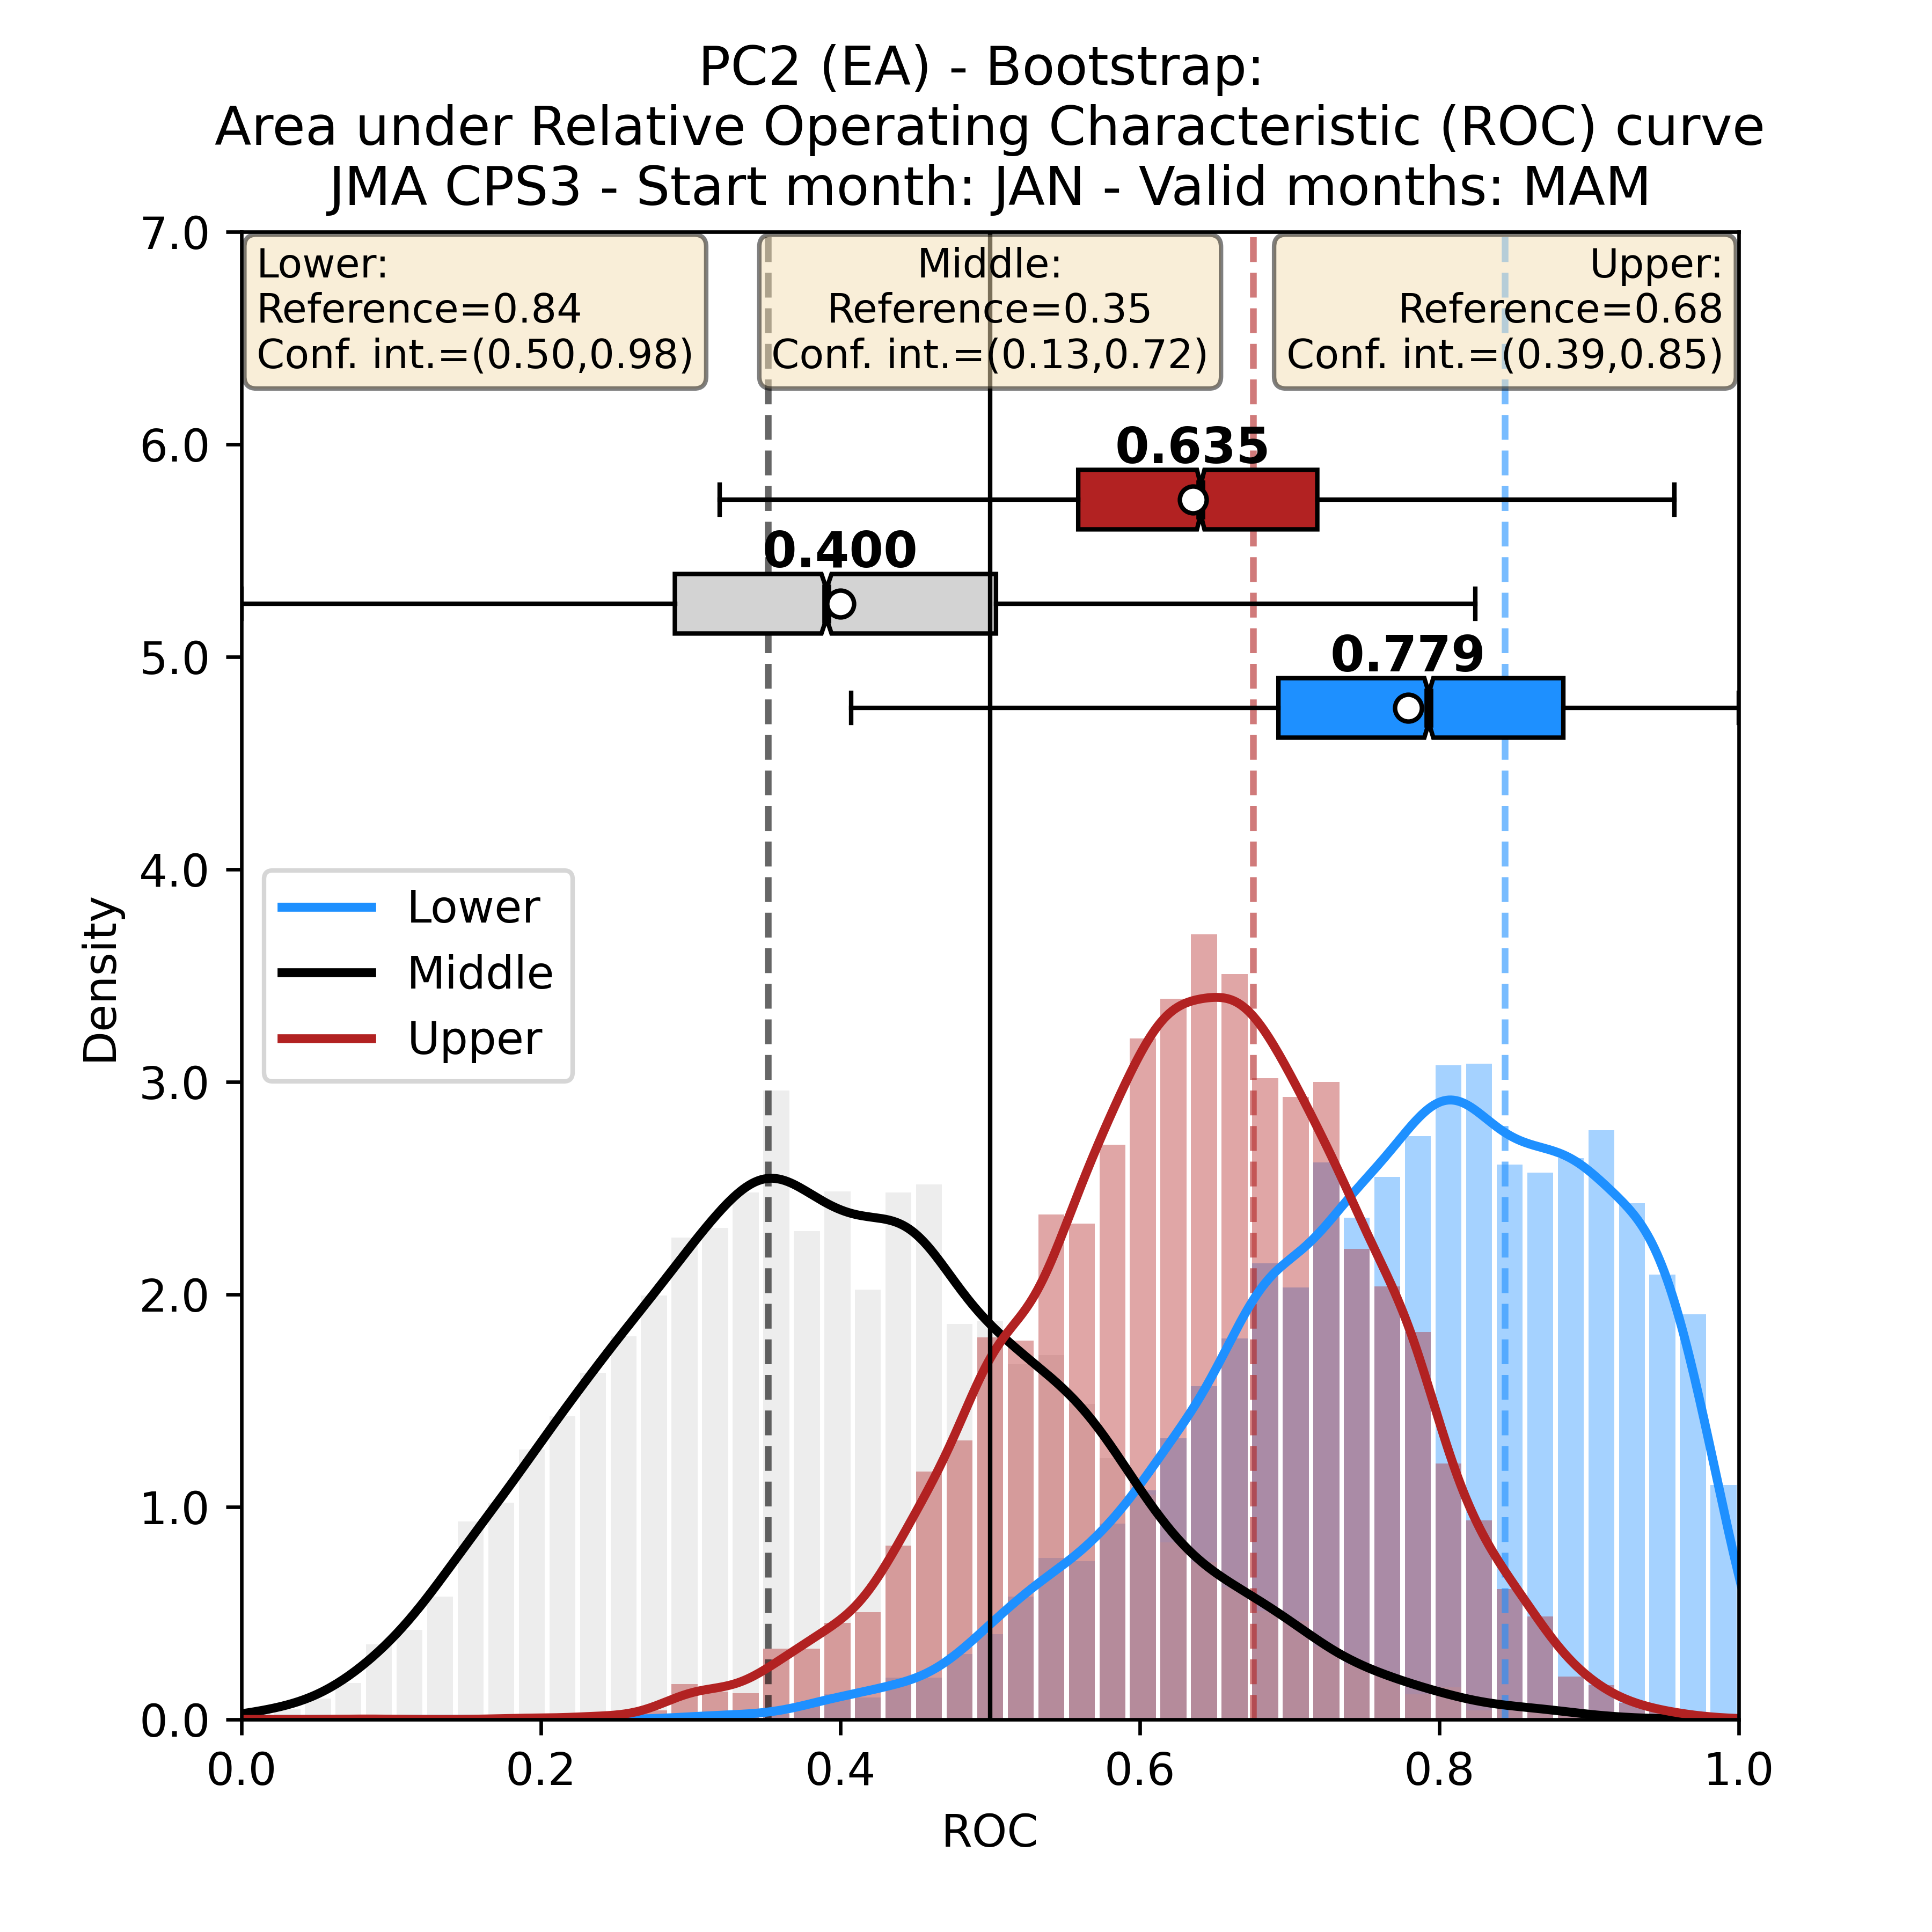 PC2 (EA) - Bootstrap:
Area under Relative Operating Characteristic (ROC) curve
JMA CPS3 - Start month: JAN - Valid months: MAM
Lower:
Reference=0.84
Conf. int.=(0.50,0.98)
Middle:
Reference=0.35
Conf. int.=(0.13,0.72)
Upper:
Reference=0.68
Conf. int.=(0.39,0.85)
7.0
6.0
5.0
4.0
3.0
2.0
1.0
0.0
Density
0.635
0.400
0.779
Lower
Middle
Upper
0.0
0.2
0.4
0.6
0.8
1.0
ROC